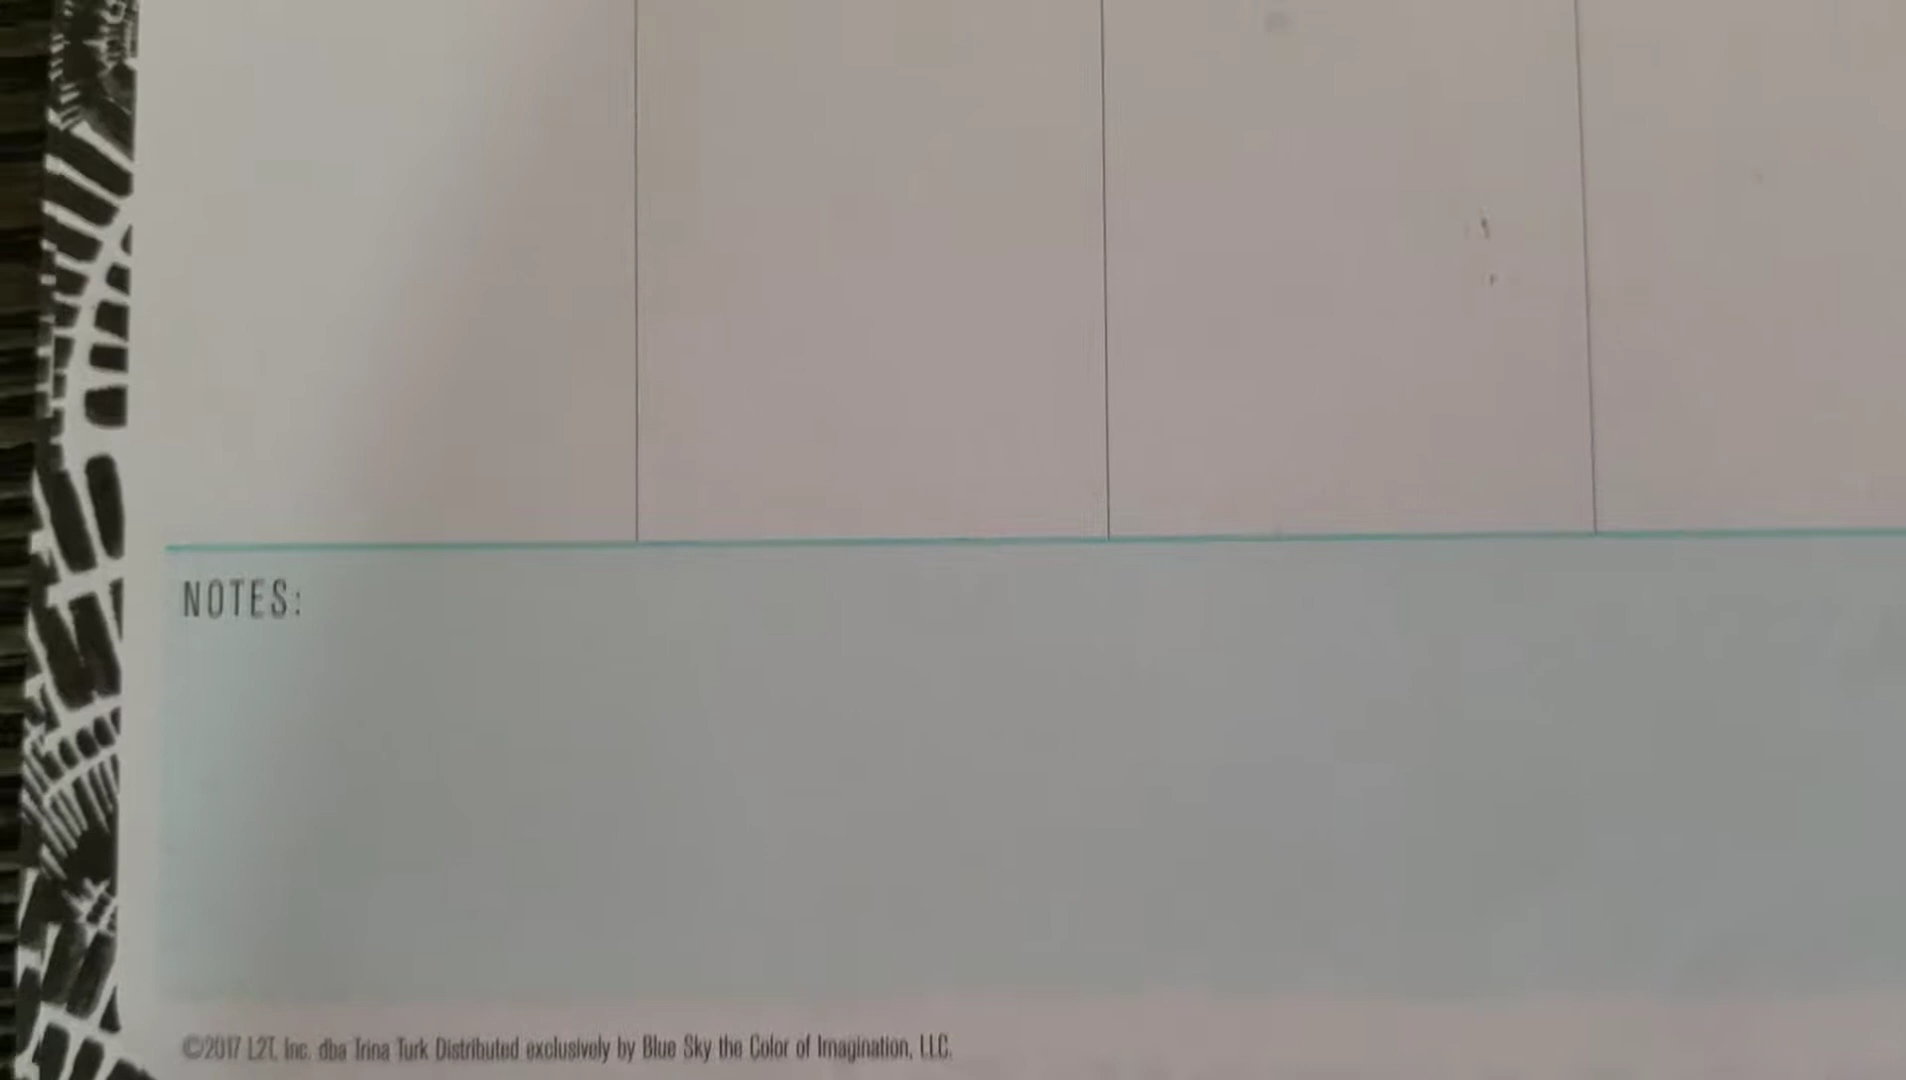 NOTES:
©2017 L2T, Inc. dba Trina Turk Distributed exclusively by Blue Sky the Color of Imagination, LLC.